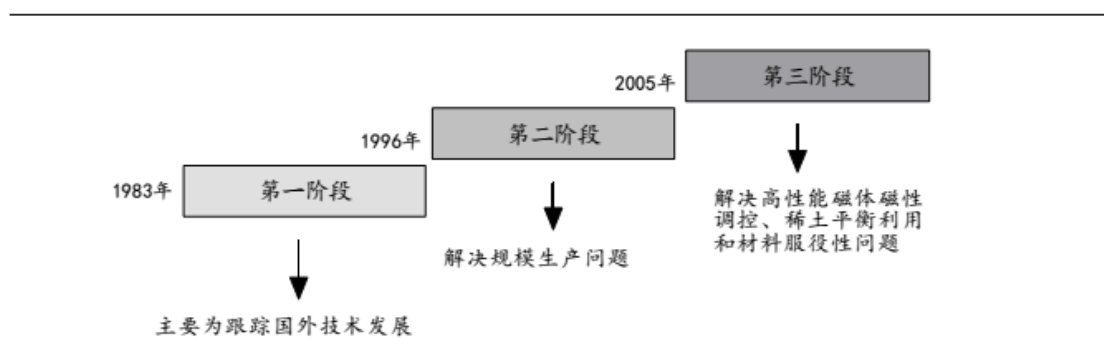 2005年
第三阶段
1996年
第二阶段
1983年
第一阶段
解决高性能磁体磁性
调控、稀土平衡利用
和材料服役性问题
解决规模生产问题
主要为跟踪国外技术发展